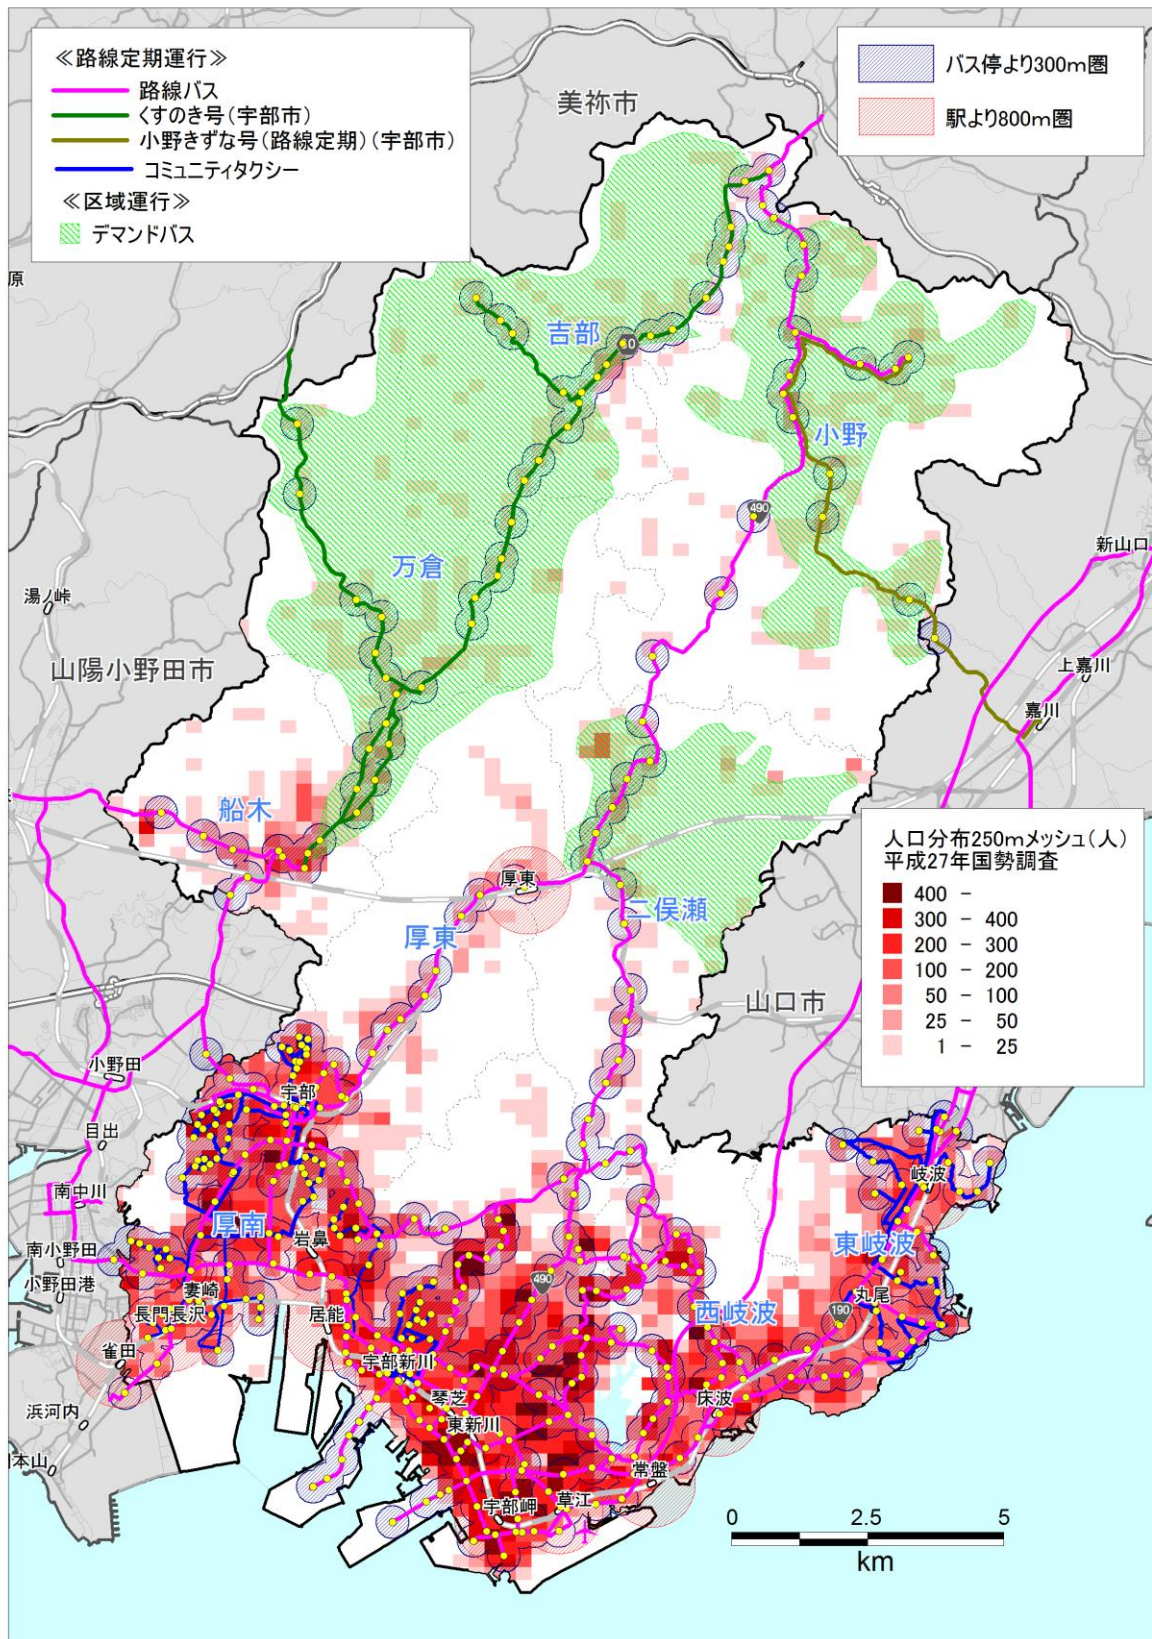 ≪路線定期運行≫
路線バス
くすのき号(宇部市)
小野きずな号(路線定期)(宇部市)
コミュニティタクシー
≪区域運行≫
デマンドバス
バス停より300m圏
駅より800m圏
美祢市
原
吉部
小野
490
万倉
新山口
湯ノ峠
山陽小野田市
上嘉川
嘉川
船木
人口分布250mメッシュ(人)
平成27年国勢調査
400 -
300 - 400
200 - 300
100 - 200
50 - 100
25 - 50
1 - 25
厚東
二俣瀬
厚東
山口市
小野田
宇部
目出
南中川
岐波
厚南
岩鼻
東岐波
南小野田
小野田港
妻崎
490
丸尾
長門長沢
居能
西岐波
190
雀田
宇部新川
琴芝
床波
浜河内
東新川
本山
常盤
宇部岬
草江
0 2.5 5
km